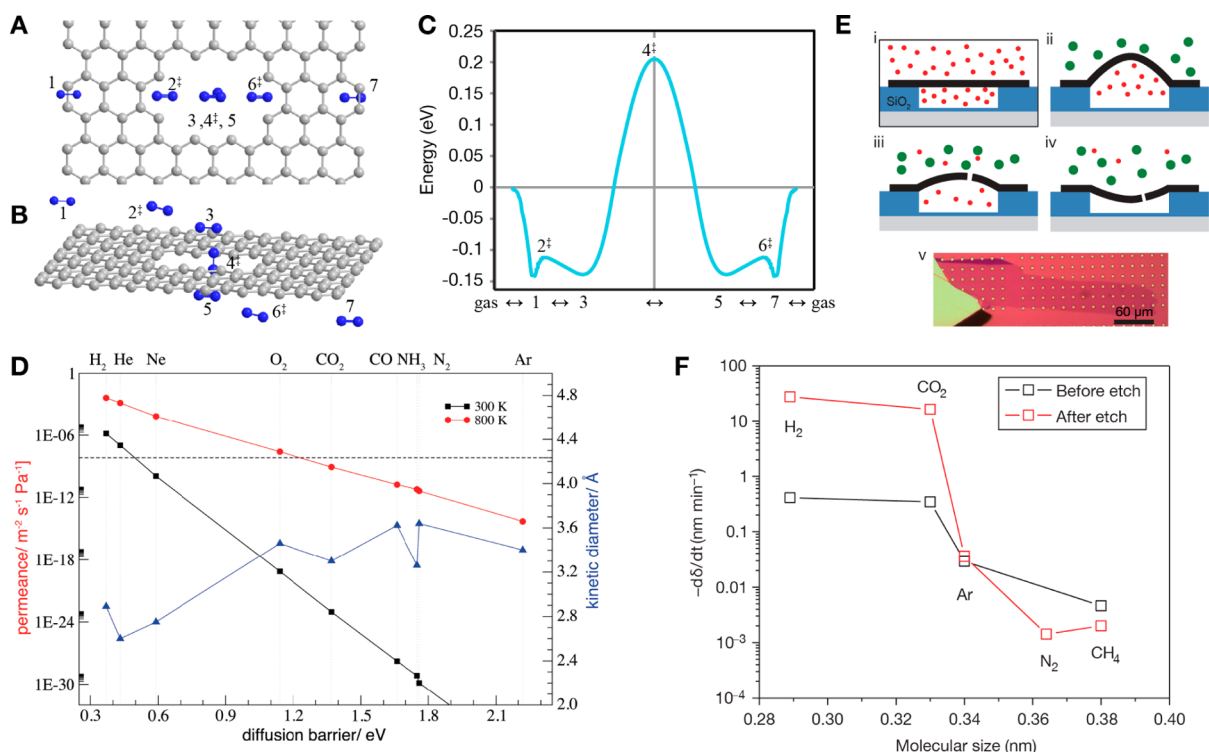 A
1
2‡
6‡
7
3 ,4‡, 5
B
1
2‡
3
4‡
5
6‡
7
C
Energy (eV)
0.25
0.20
0.15
0.10
0.05
0
-0.05
-0.10
-0.15
4‡
2‡
6‡
gas ↔ 1 ↔ 3 ↔ 5 ↔ 7 ↔ gas
E
i
SiO2
ii
iii
iv
v
60 µm
D
H2 He Ne O2 CO2 CO NH3 N2 Ar
permeance/ m-2 s-1 Pa-1]
1
1E-06
1E-12
1E-18
1E-24
1E-30
300 K
800 K
4.8
4.4
4.0
3.6
3.2
2.8
2.4
2.0
kinetic diameter/ Å
0.3 0.6 0.9 1.2 1.5 1.8 2.1
diffusion barrier/ eV
F
−dδ/dt (nm min−1)
100
10
1
0.1
0.01
10−3
10−4
Before etch
After etch
H2
CO2
Ar
N2
CH4
0.28 0.30 0.32 0.34 0.36 0.38 0.40
Molecular size (nm)